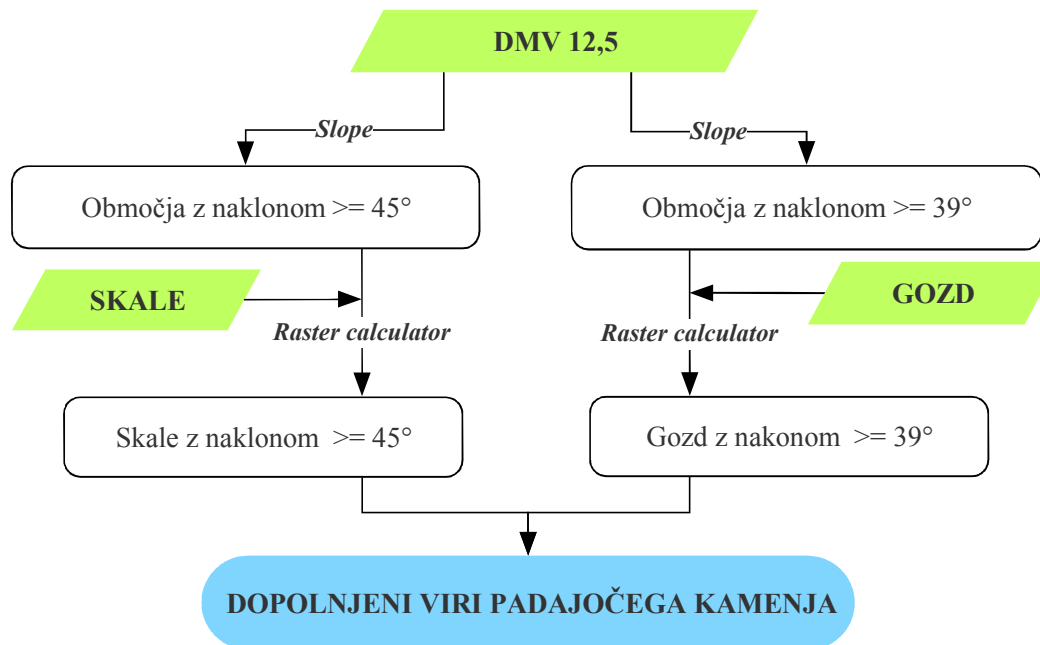 DMV 12,5
Slope
Slope
Območja z naklonom >= 45°
Območja z naklonom >= 39°
SKALE
GOZD
Raster calculator
Raster calculator
Skale z naklonom >= 45°
Gozd z nakonom >= 39°
DOPOLNJENI VIRI PADAJOČEGA KAMENJA